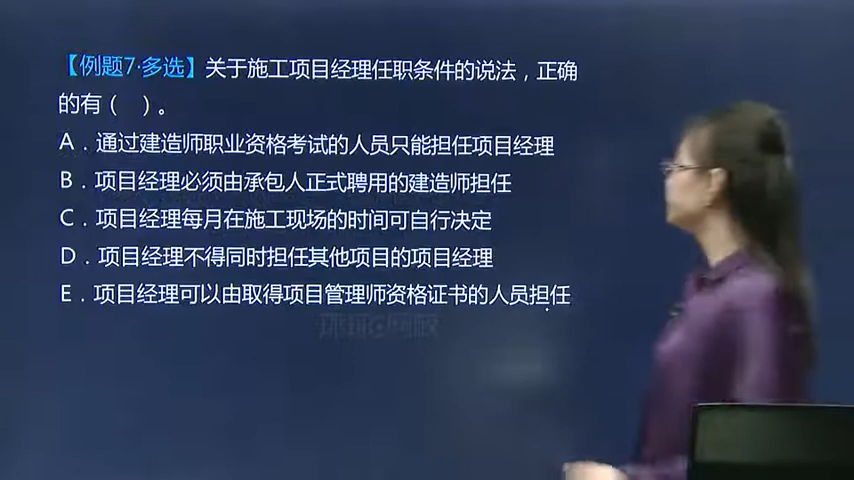 【例题7·多选】关于施工项目经理任职条件的说法，正确
的有（　）。
A．通过建造师职业资格考试的人员只能担任项目经理
B．项目经理必须由承包人正式聘用的建造师担任
C．项目经理每月在施工现场的时间可自行决定
D．项目经理不得同时担任其他项目的项目经理
E．项目经理可以由取得项目管理师资格证书的人员担任